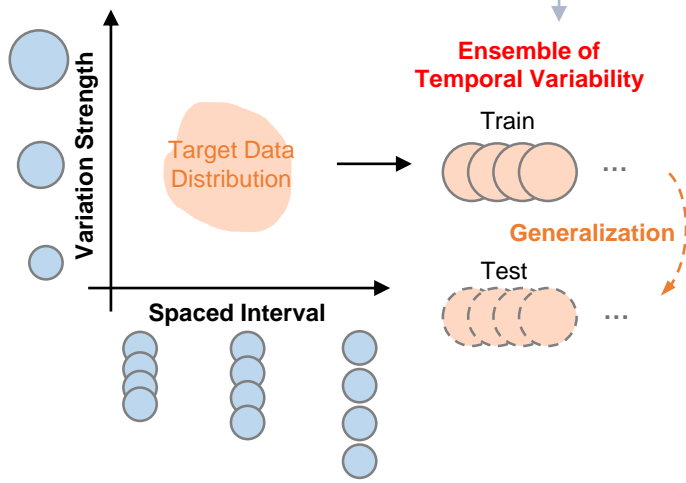 Ensemble of
Temporal Variability
Variation Strength
Target Data
Distribution
Train
...
Generalization
Test
...
Spaced Interval